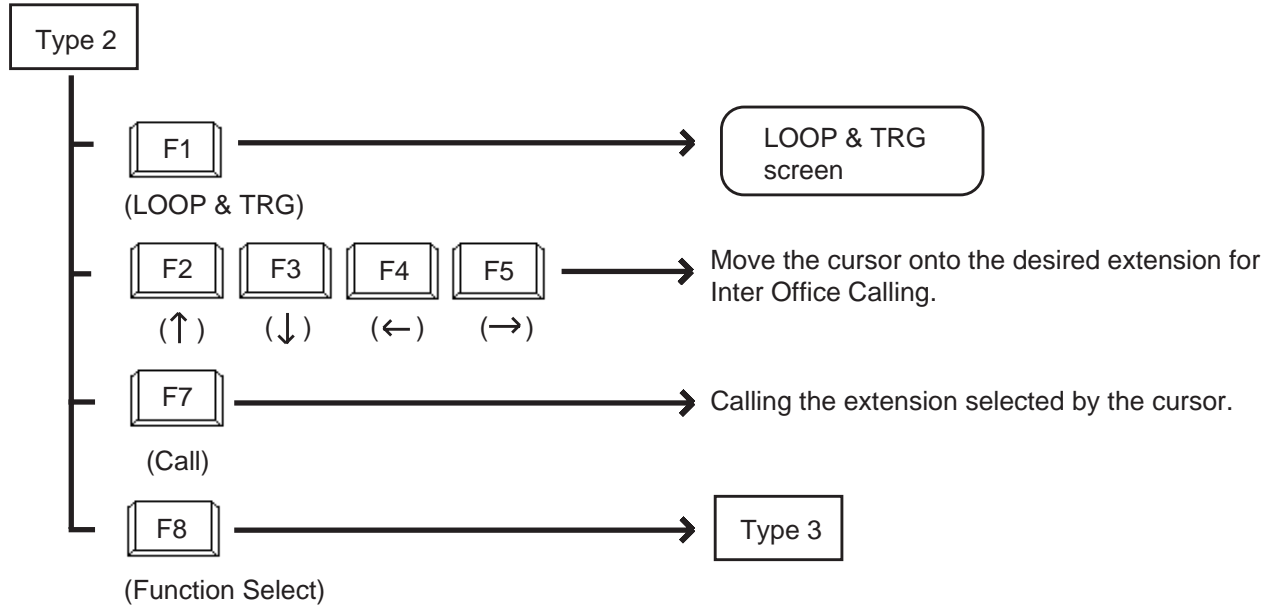 Type 2
F1
LOOP & TRG
screen
(LOOP & TRG)
F2 F3 F4 F5
Move the cursor onto the desired extension for
Inter Office Calling.
(↑) (↓) (←) (→)
F7
Calling the extension selected by the cursor.
(Call)
F8
Type 3
(Function Select)